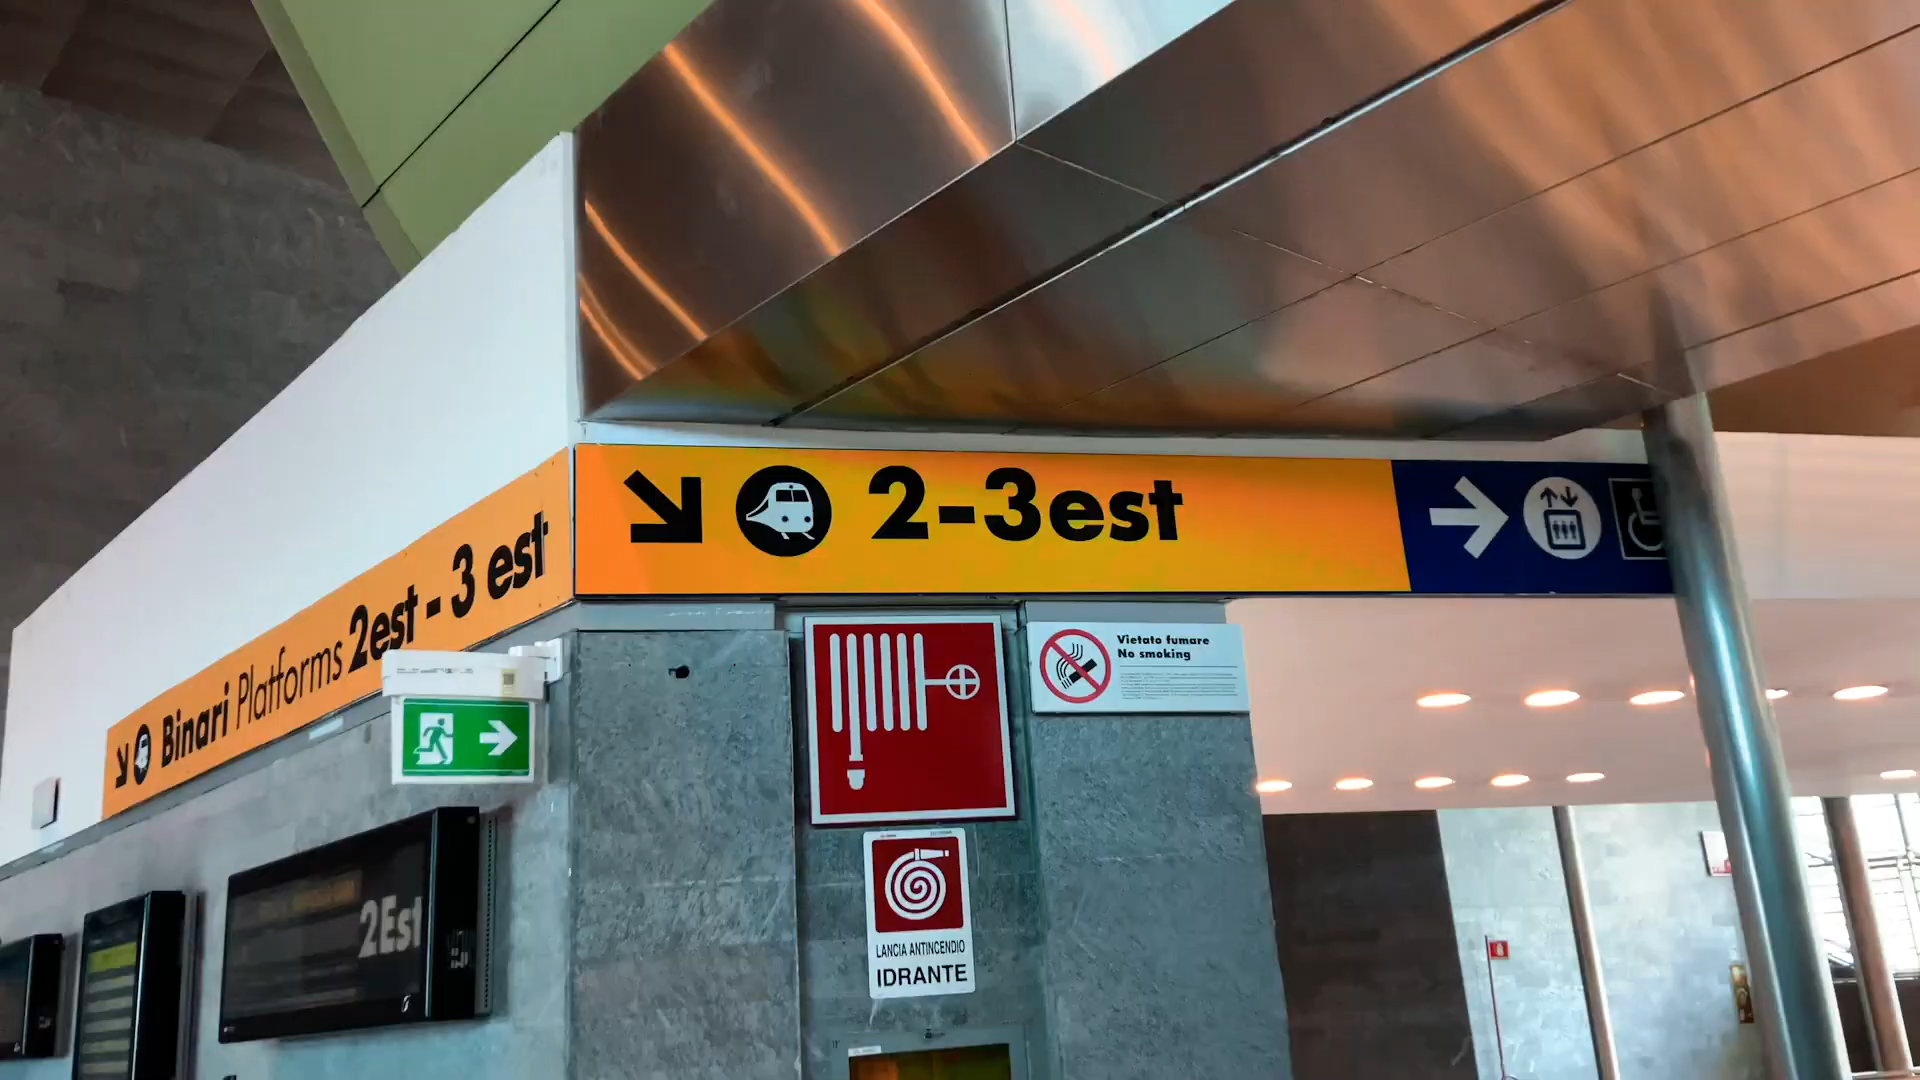 Binari Platforms 2est - 3 est
2-3est
Vietato fumare
No smoking
2Est
LANCIA ANTINCENDIO
IDRANTE